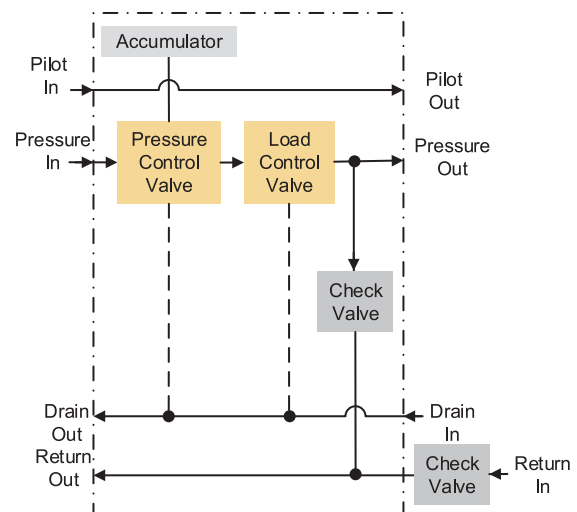 Accumulator
Pilot
In
Pilot
Out
Pressure
In
Pressure
Control
Valve
Load
Control
Valve
Pressure
Out
Check
Valve
Drain
Out
Drain
In
Return
Out
Check
Valve
Return
In